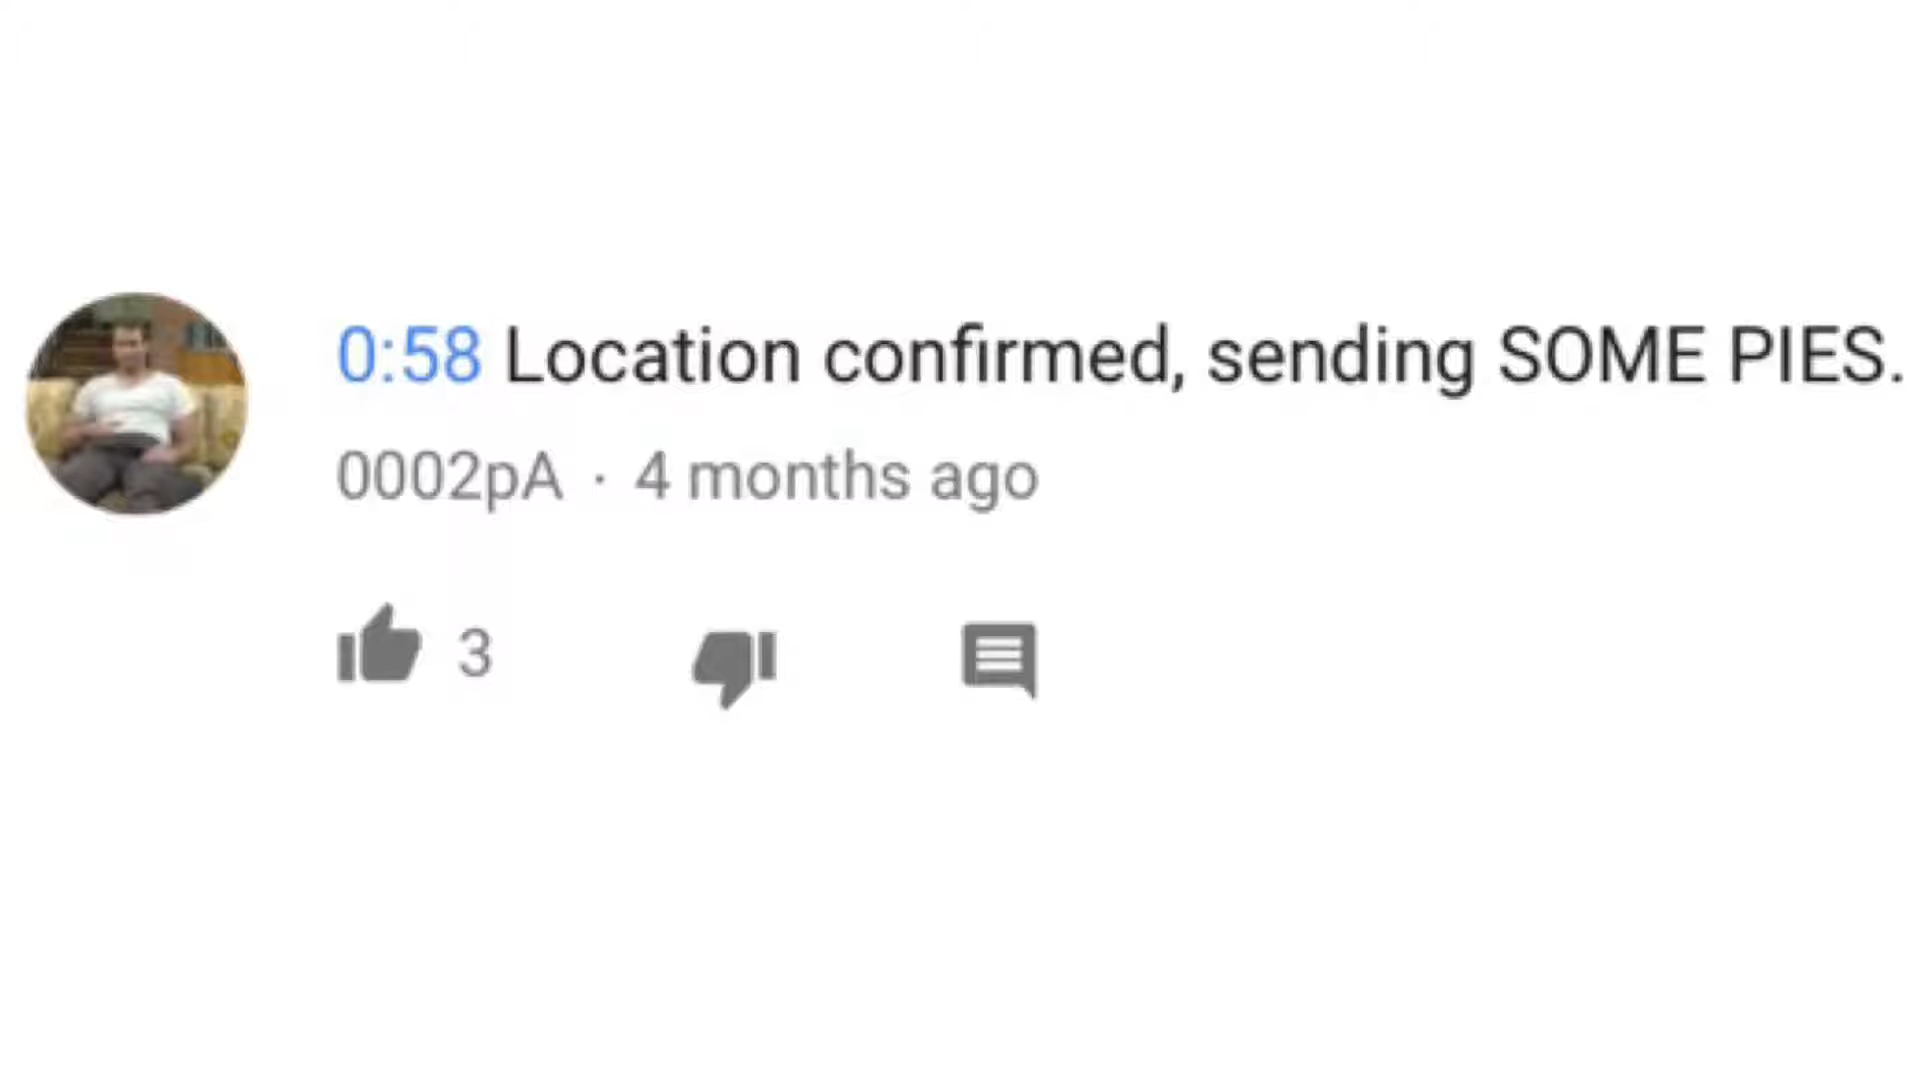 0:58 Location confirmed, sending SOME PIES.
0002pA · 4 months ago
3